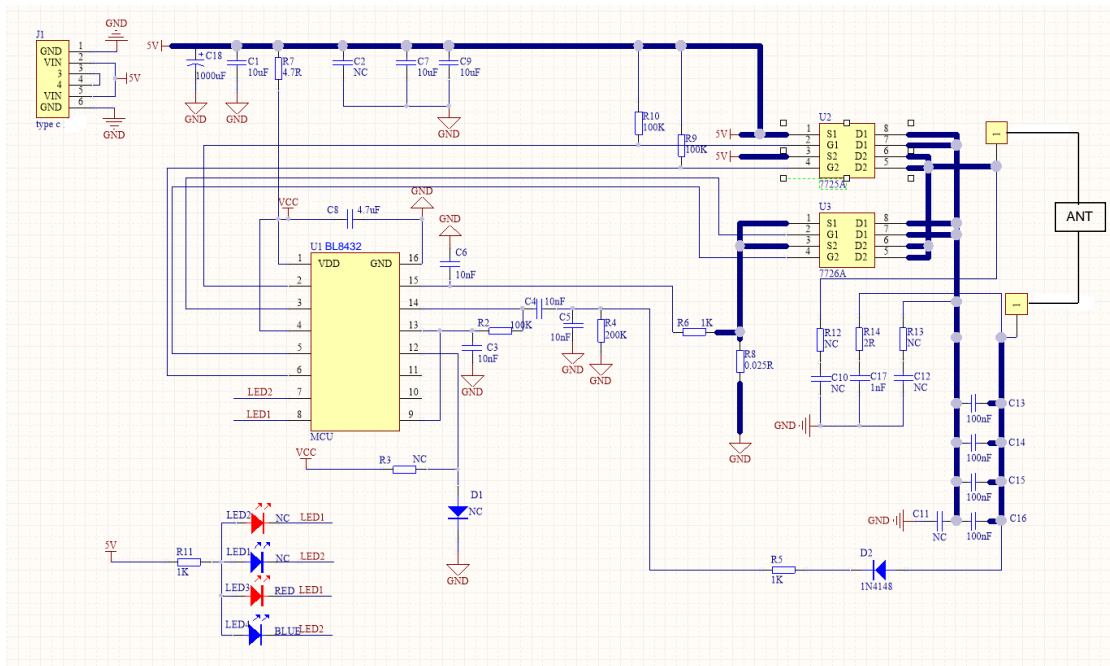 J1
GND
VIN
3
4
VIN
GND
1
2
3
4
5
6
GND
5V
GND
type c
5V
C18
1000uF
GND
C1
10uF
GND
R7
4.7R
C2
NC
C7
10uF
C9
10uF
GND
R10
100K
R9
100K
5V
5V
U2
1 S1 D1 8
2 G1 D1 7
3 S2 D2 6
4 G2 D2 5
7725A
1
ANT
U3
1 S1 D1 8
2 G1 D1 7
3 S2 D2 6
4 G2 D2 5
7726A
1
VCC
C8 4.7uF
GND
GND
C6
10nF
U1 BL8432
1 VDD GND 16
2 15
3 14
4 13
5 12
6 11
7 10
8 9
LED2
LED1
MCU
R2 100K
C4 10nF
C5
10nF
GND
R4
200K
GND
C3
10nF
GND
R6 1K
R8
0.025R
GND
R12
NC
R14
2R
R13
NC
C10
NC
C17
1nF
C12
NC
GND
C13
100nF
C14
100nF
C15
100nF
GND
C11
NC
C16
100nF
VCC
R3 NC
D1
NC
GND
5V
R11
1K
LED2 NC LED1
LED1 NC LED2
LED3 RED LED1
LED4 BLUE LED2
R5
1K
D2
1N4148